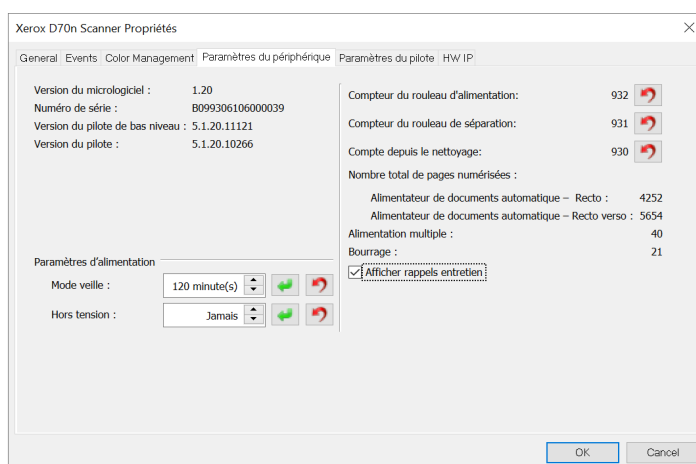 Xerox D70n Scanner Propriétés
General Events Color Management Paramètres du périphérique Paramètres du pilote HW IP
Version du micrologiciel : 1.20
Numéro de série : B099306106000039
Version du pilote de bas niveau : 5.1.20.11121
Version du pilote : 5.1.20.10266
Paramètres d'alimentation
Mode veille : 120 minute(s)
Hors tension : Jamais
Compteur du rouleau d'alimentation: 932
Compteur du rouleau de séparation: 931
Compte depuis le nettoyage: 930
Nombre total de pages numérisées :
Alimentateur de documents automatique – Recto : 4252
Alimentateur de documents automatique – Recto verso : 5654
Alimentation multiple : 40
Bourrage : 21
Afficher rappels entretien
OK Cancel